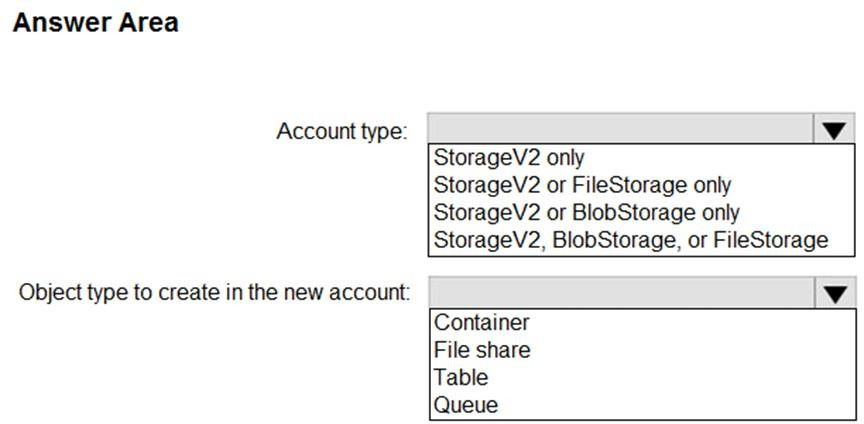 Answer Area
Account type:
StorageV2 only
StorageV2 or FileStorage only
StorageV2 or BlobStorage only
StorageV2, BlobStorage, or FileStorage
Object type to create in the new account:
Container
File share
Table
Queue